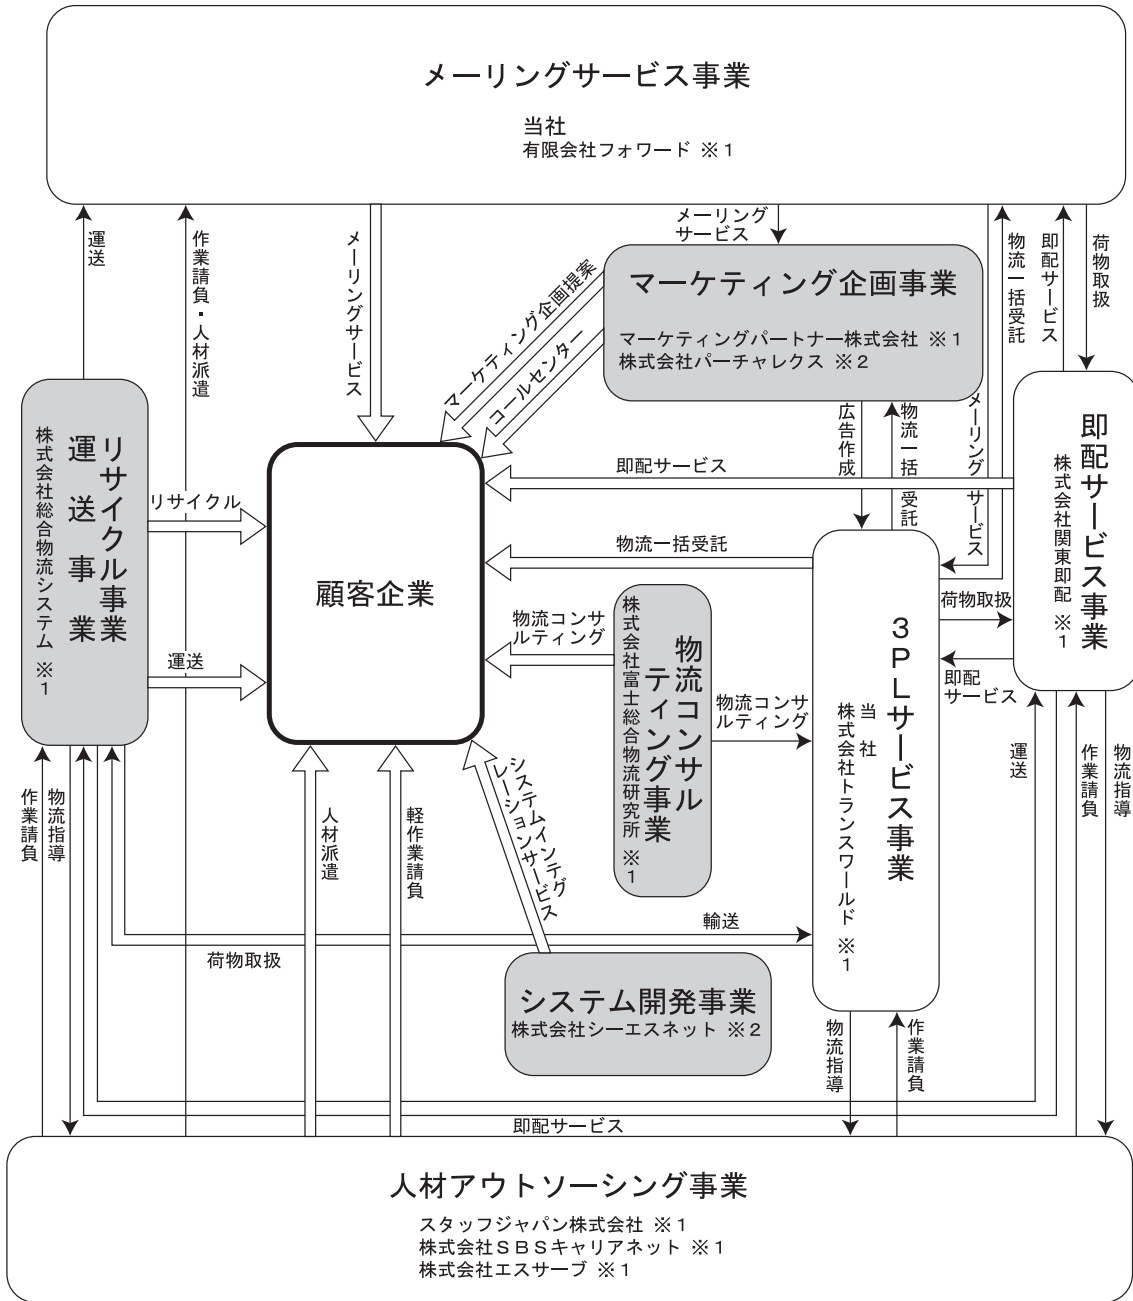 メーリングサービス事業
当社
有限会社フォワード ※1
運送
作業請負・人材派遣
メーリングサービス
メーリング
サービス
物流一括受託
即配サービス
荷物取扱
マーケティング企画提案
コールセンター
マーケティング企画事業
マーケティングパートナー株式会社 ※1
株式会社パーチャレクス ※2
広告作成
物流一括受託
メーリングサービス
リサイクル事業
運送事業
株式会社総合物流システム ※1
リサイクル
運送
顧客企業
即配サービス
物流一括受託
物流コンサ
ルティング
物流コンサル
ティング事業
株式会社富士総合物流研究所 ※1
物流コンサ
ルティング
3PLサービス事業
当社
株式会社トランスワールド ※1
荷物取扱
即配
サービス
即配サービス事業
株式会社関東即配 ※1
作業請負
物流指導
人材派遣
軽作業請負
システムインテグ
レーションサービス
運送
作業請負
物流指導
輸送
荷物取扱
システム開発事業
株式会社シーエスネット ※2
物流指導
作業請負
即配サービス
人材アウトソーシング事業
スタッフジャパン株式会社 ※1
株式会社SBSキャリアネット ※1
株式会社エスサーブ ※1